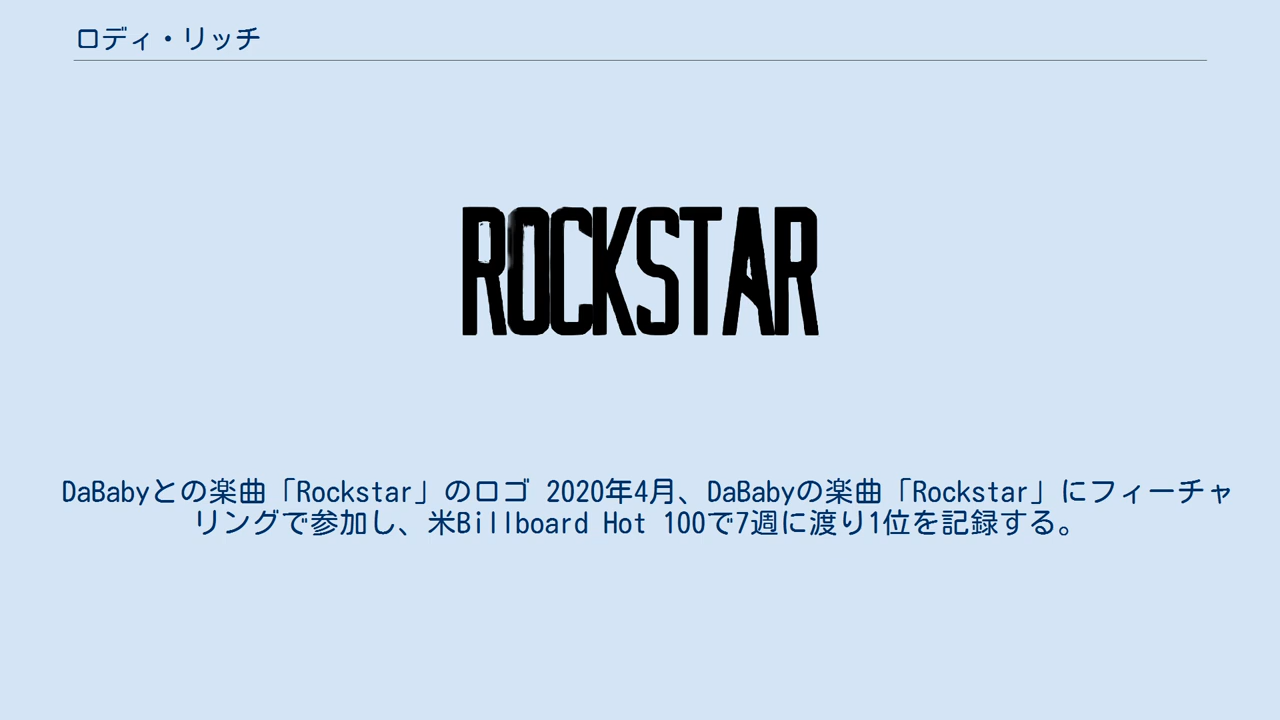 ロディ・リッチ
ROCKSTAR
DaBabyとの楽曲「Rockstar」のロゴ 2020年4月、DaBabyの楽曲「Rockstar」にフィーチャ
リングで参加し、米Billboard Hot 100で7週に渡り1位を記録する。